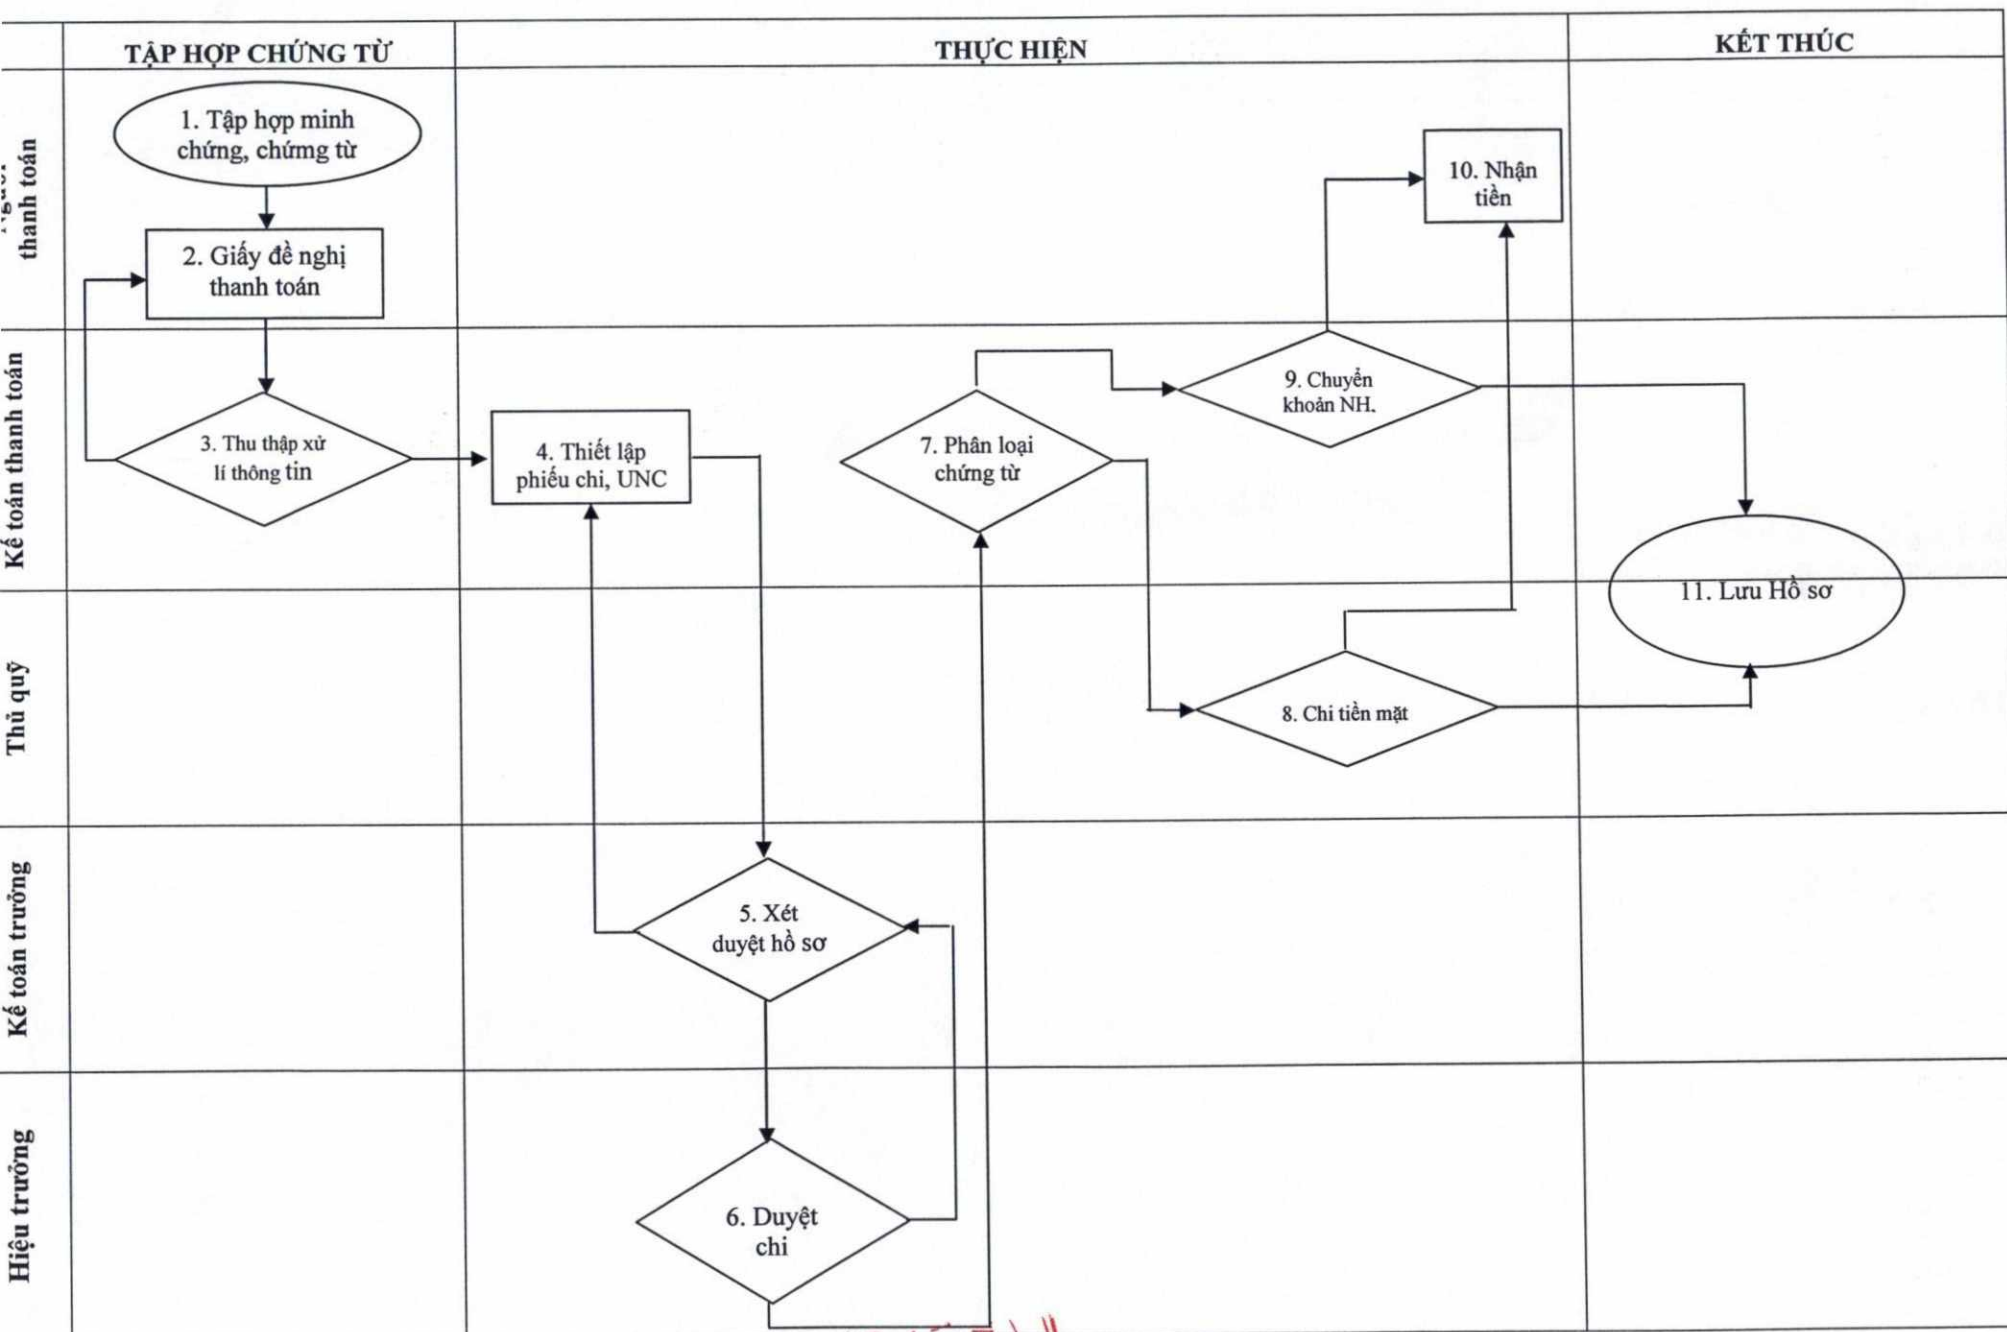 TẬP HỢP CHỨNG TỪ
THỰC HIỆN
KẾT THÚC
thanh toán
1. Tập hợp minh
chứng, chứmg từ
2. Giấy đề nghị
thanh toán
10. Nhận
tiền
Kế toán thanh toán
3. Thu thập xử
lí thông tin
4. Thiết lập
phiếu chi, UNC
7. Phân loại
chứng từ
9. Chuyển
khoản NH.
11. Lưu Hồ sơ
Thủ quỹ
8. Chi tiền mặt
Kế toán trưởng
5. Xét
duyệt hồ sơ
Hiệu trưởng
6. Duyệt
chi